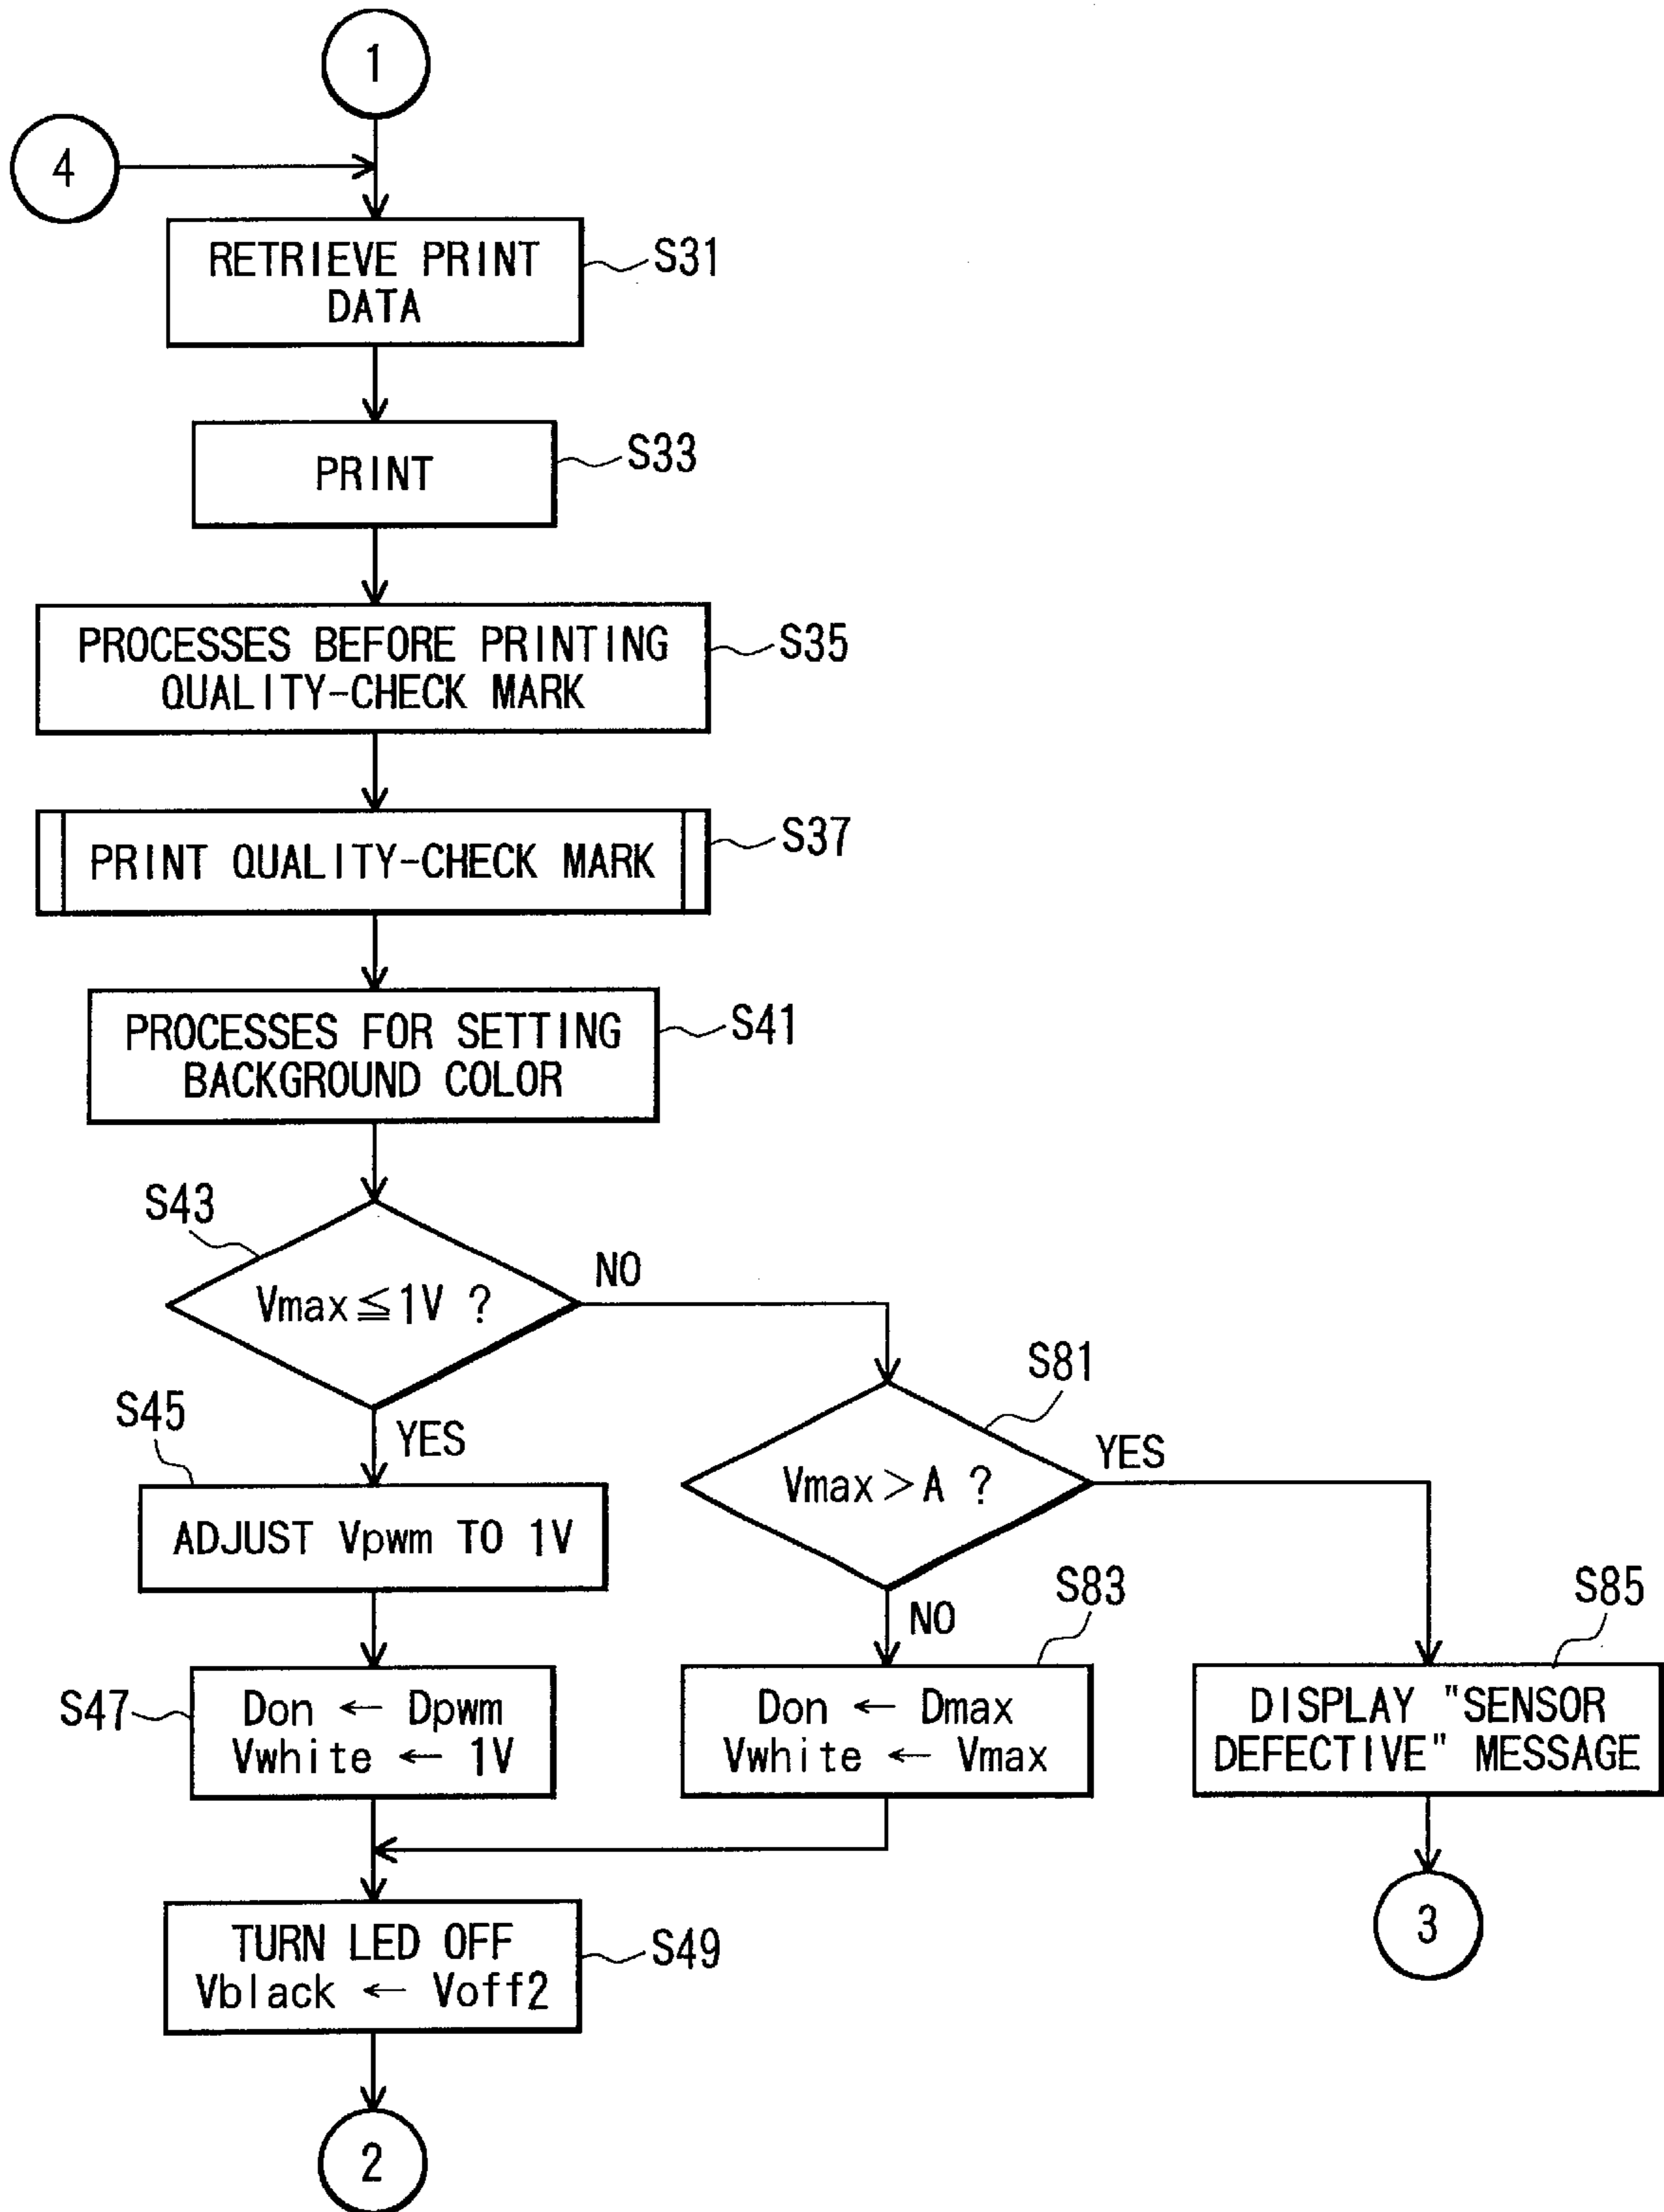 1
4
RETRIEVE PRINT
DATA
S31
PRINT
S33
PROCESSES BEFORE PRINTING
QUALITY-CHECK MARK
S35
PRINT QUALITY-CHECK MARK
S37
PROCESSES FOR SETTING
BACKGROUND COLOR
S41
S43
Vmax≦1V ?
NO
YES
S81
Vmax>A ?
YES
NO
S45
ADJUST Vpwm TO 1V
S47
Don ← Dpwm
Vwhite ← 1V
S83
Don ← Dmax
Vwhite ← Vmax
S85
DISPLAY "SENSOR
DEFECTIVE" MESSAGE
3
TURN LED OFF
Vblack ← Voff2
S49
2